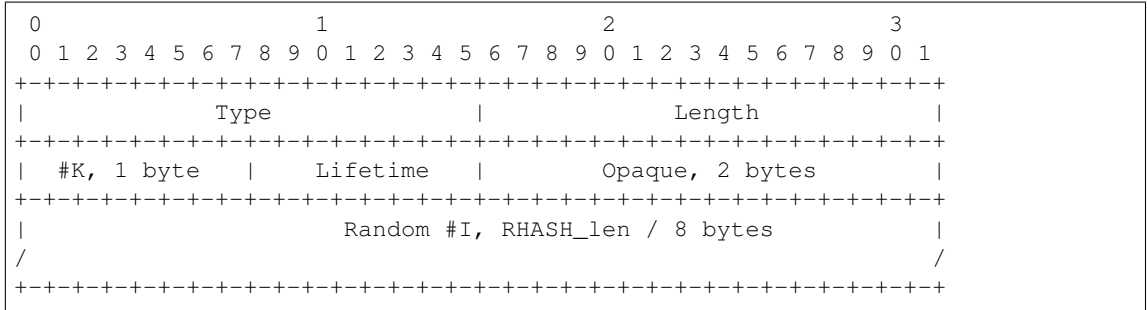 0                   1                   2                   3
 0 1 2 3 4 5 6 7 8 9 0 1 2 3 4 5 6 7 8 9 0 1 2 3 4 5 6 7 8 9 0 1
+-+-+-+-+-+-+-+-+-+-+-+-+-+-+-+-+-+-+-+-+-+-+-+-+-+-+-+-+-+-+-+-+
|             Type              |             Length            |
+-+-+-+-+-+-+-+-+-+-+-+-+-+-+-+-+-+-+-+-+-+-+-+-+-+-+-+-+-+-+-+-+
|  #K, 1 byte   |    Lifetime   |        Opaque, 2 bytes        |
+-+-+-+-+-+-+-+-+-+-+-+-+-+-+-+-+-+-+-+-+-+-+-+-+-+-+-+-+-+-+-+-+
|                      Random #I, RHASH_len / 8 bytes           |
/                                                               /
+-+-+-+-+-+-+-+-+-+-+-+-+-+-+-+-+-+-+-+-+-+-+-+-+-+-+-+-+-+-+-+-+